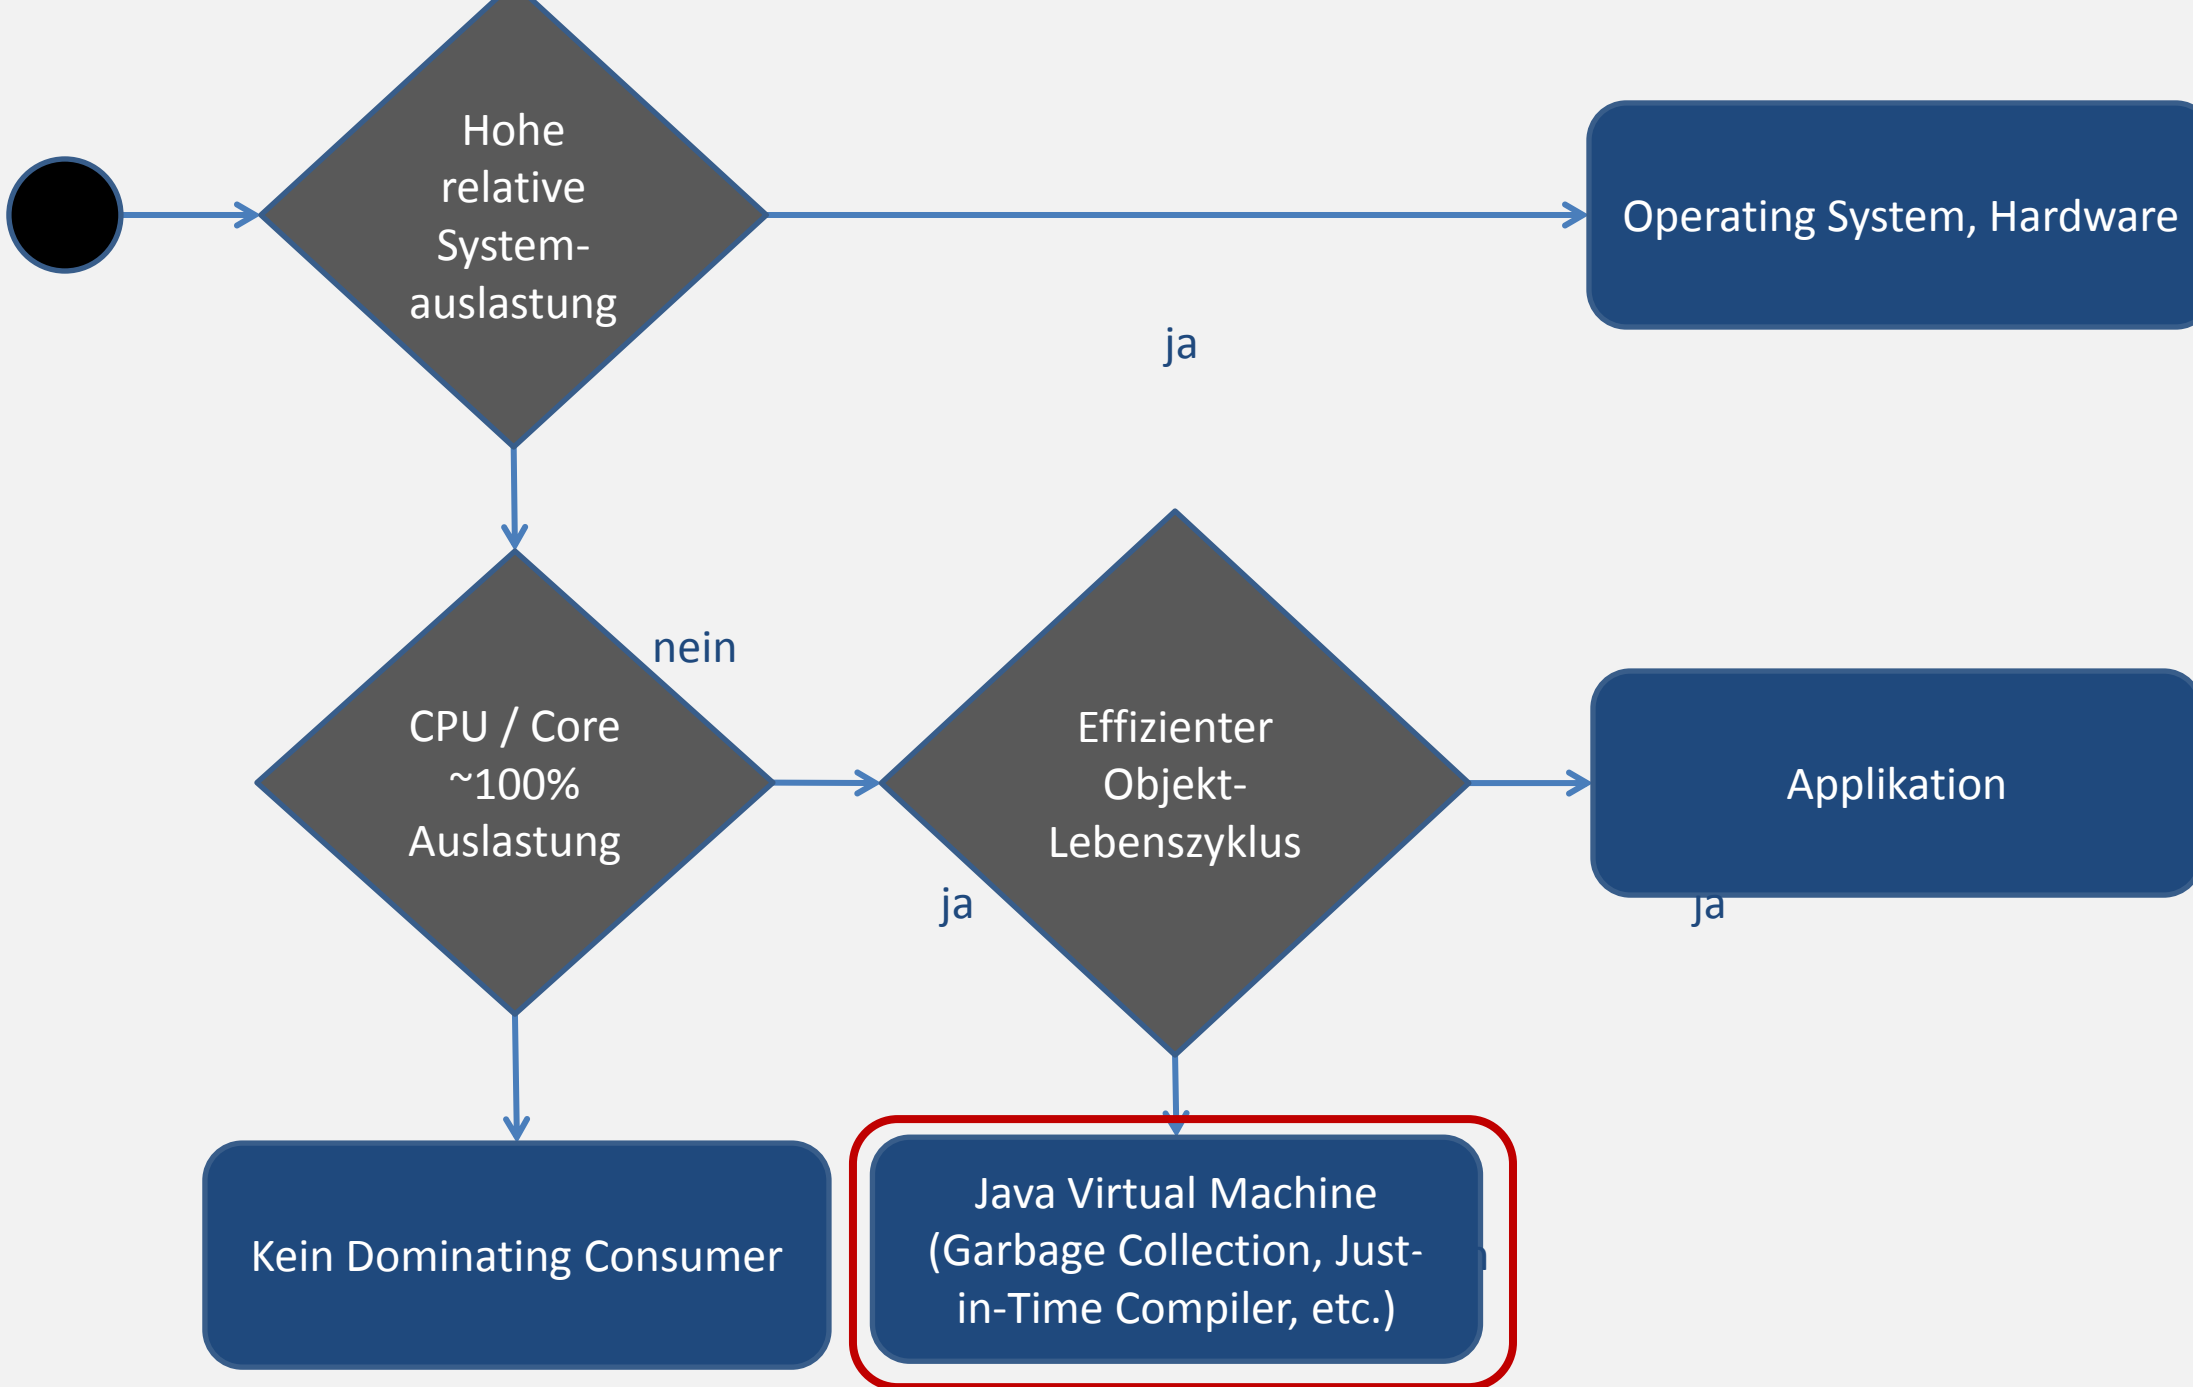 Hohe
relative
System-
auslastung
Operating System, Hardware
ja
nein
CPU / Core
~100%
Auslastung
Effizienter
Objekt-
Lebenszyklus
Applikation
ja
ja
Kein Dominating Consumer
Java Virtual Machine
(Garbage Collection, Just-
in-Time Compiler, etc.)